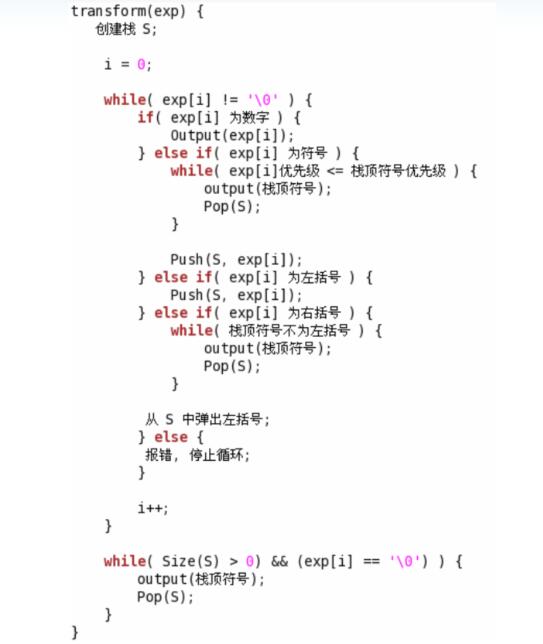 transform(exp) {
创建栈 S;
i = 0;
while( exp[i] != '\0' ) {
if( exp[i] 为数字 ) {
Output(exp[i]);
} else if( exp[i] 为符号 ) {
while( exp[i]优先级 <= 栈顶符号优先级 ) {
output(栈顶符号);
Pop(S);
}
Push(S, exp[i]);
} else if( exp[i] 为左括号 ) {
Push(S, exp[i]);
} else if( exp[i] 为右括号 ) {
while( 栈顶符号不为左括号 ) {
output(栈顶符号);
Pop(S);
}
从 S 中弹出左括号;
} else {
报错, 停止循环;
}
i++;
}
while( Size(S) > 0) && (exp[i] == '\0') ) {
output(栈顶符号);
Pop(S);
}
}